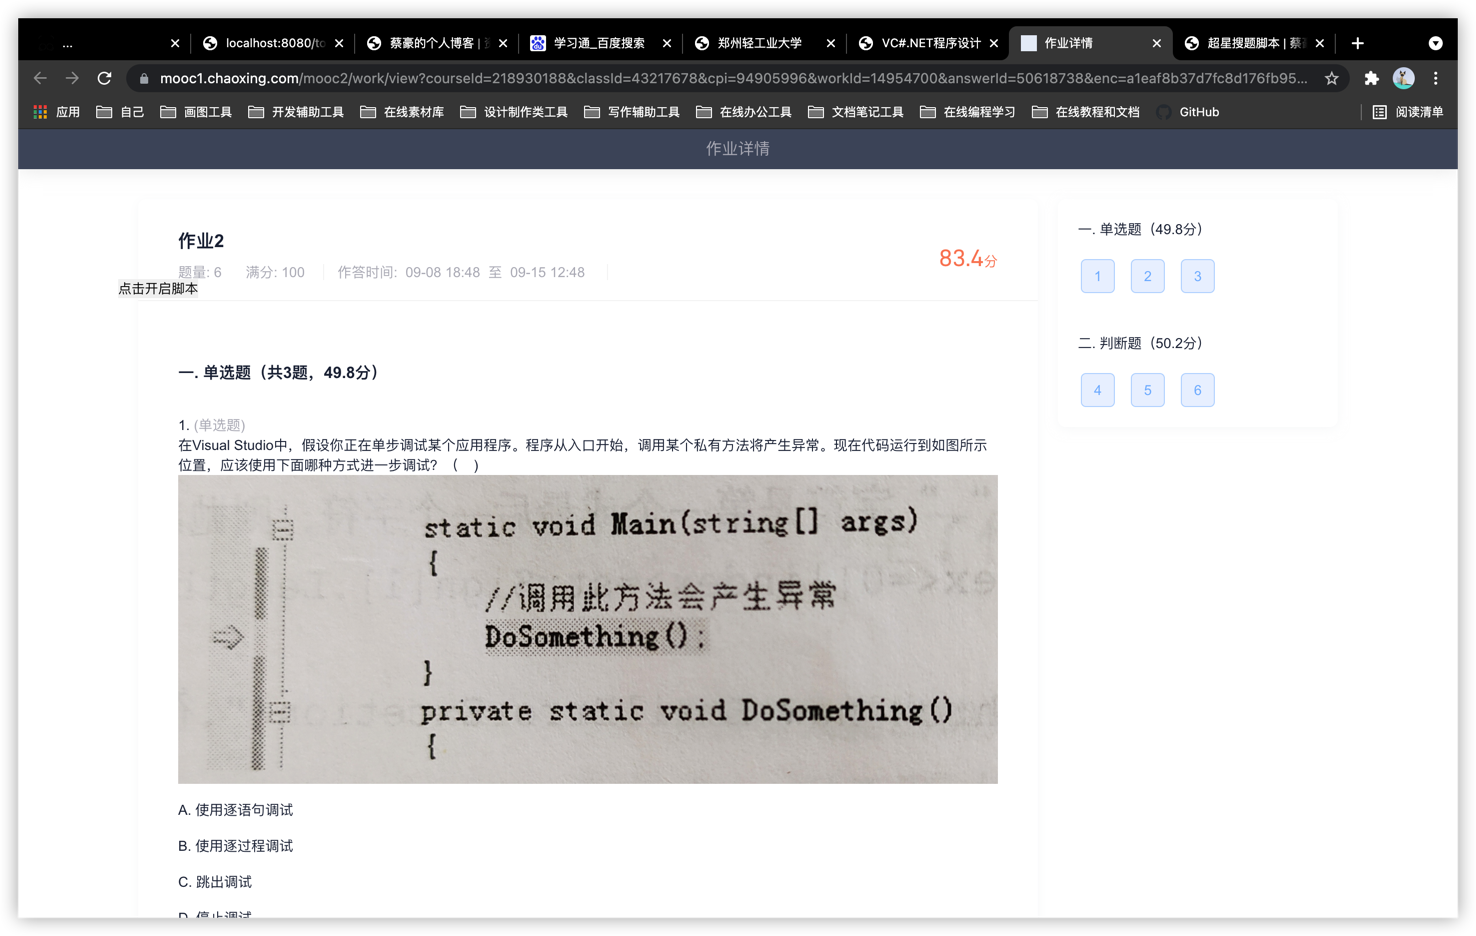 ...
localhost:8080/to
蔡豪的个人博客 |
学习通_百度搜索
郑州轻工业大学
VC#.NET程序设计
作业详情
超星搜题脚本 | 蔡
mooc1.chaoxing.com/mooc2/work/view?courseId=218930188&classId=43217678&cpi=94905996&workId=14954700&answerId=50618738&enc=a1eaf8b37d7fc8d176fb95...
应用
自己
画图工具
开发辅助工具
在线素材库
设计制作类工具
写作辅助工具
在线办公工具
文档笔记工具
在线编程学习
在线教程和文档
GitHub
阅读清单
作业详情
作业2
题量: 6 满分: 100 作答时间: 09-08 18:48 至 09-15 12:48
83.4分
点击开启脚本
一. 单选题（共3题，49.8分）
1. (单选题)
在Visual Studio中，假设你正在单步调试某个应用程序。程序从入口开始，调用某个私有方法将产生异常。现在代码运行到如图所示
位置，应该使用下面哪种方式进一步调试？（ ）
static void Main(string[] args)
{
//调用此方法会产生异常
DoSomething();
}
private static void DoSomething()
{
A. 使用逐语句调试
B. 使用逐过程调试
C. 跳出调试
D. 停止调试
一. 单选题（49.8分）
1
2
3
二. 判断题（50.2分）
4
5
6